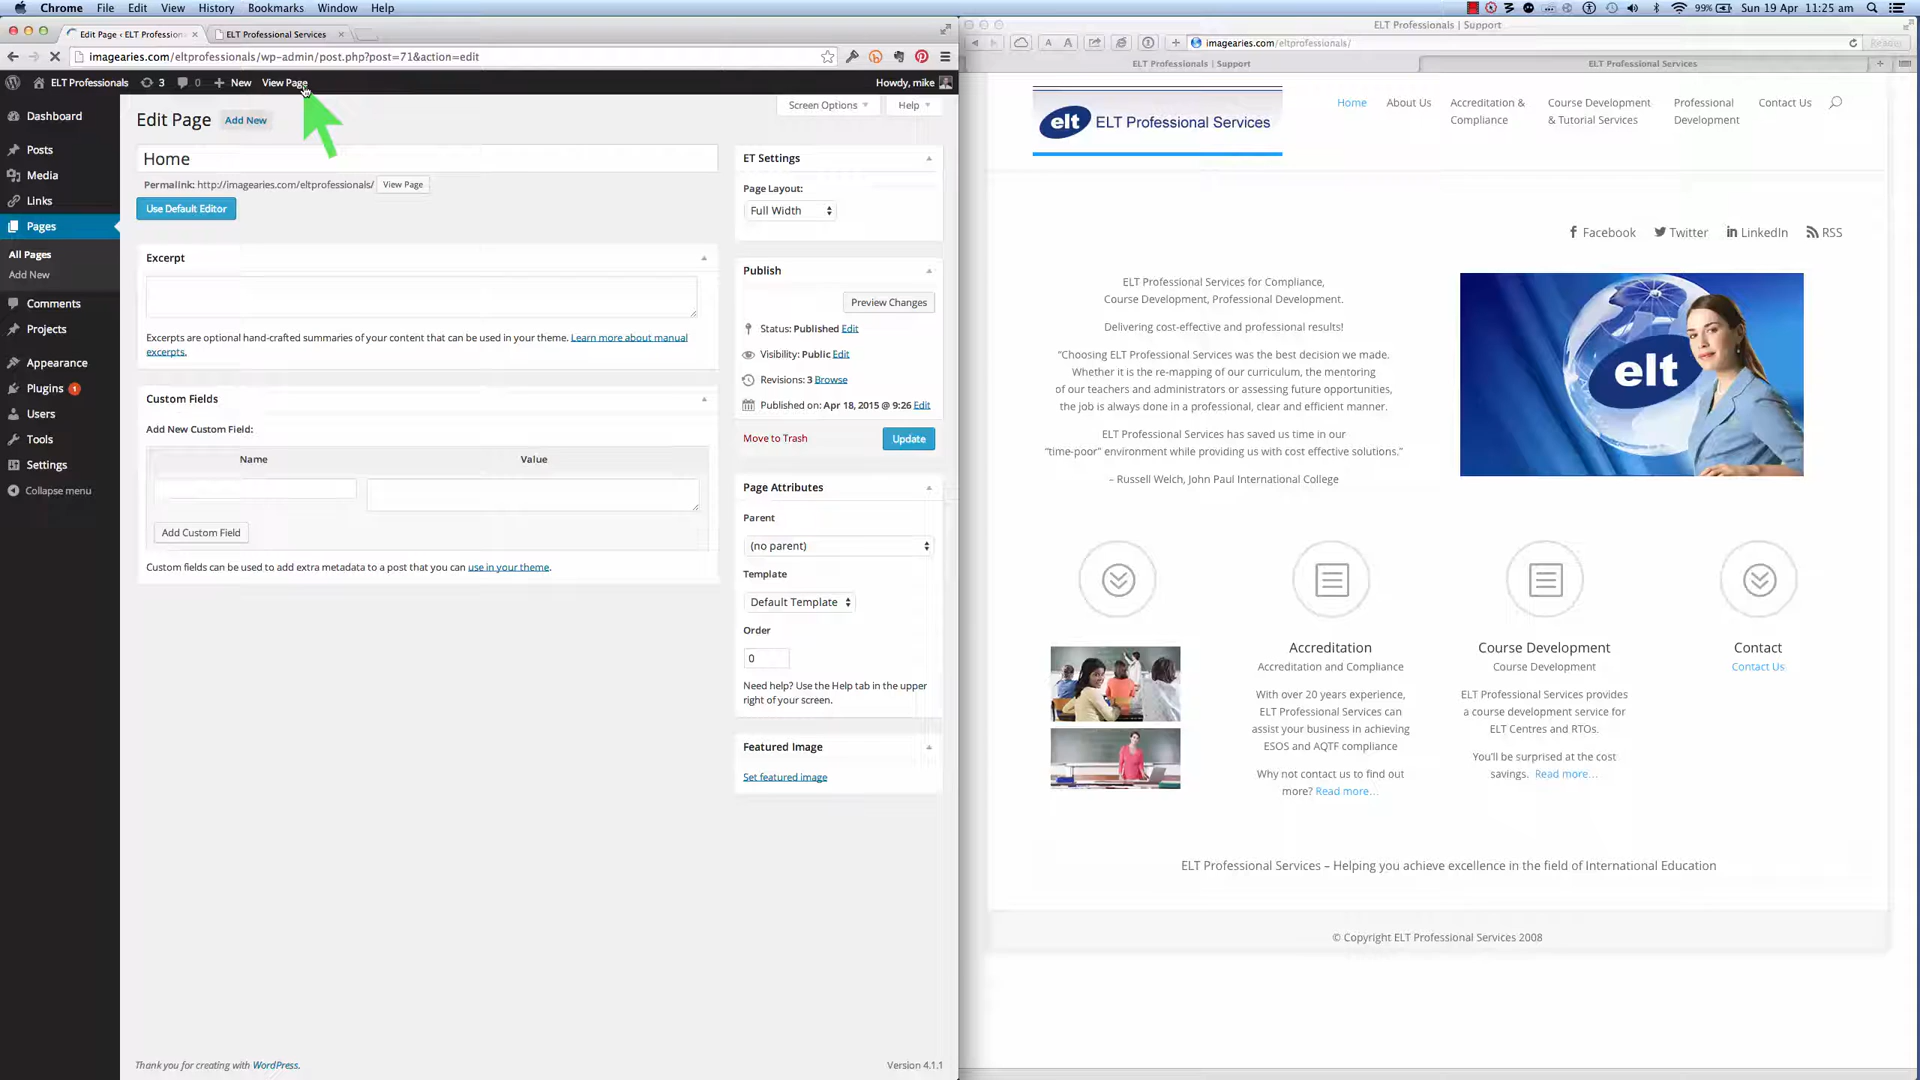 Chrome File Edit View History Bookmarks Window Help
99% Sun 19 Apr 11:25 am
Edit Page ‹ ELT Profession
ELT Professional Services
imagearies.com/eltprofessionals/wp-admin/post.php?post=71&action=edit
ELT Professionals 3 0 New View Page
Howdy, mike
Dashboard
Posts
Media
Links
Pages
All Pages
Add New
Comments
Projects
Appearance
Plugins 1
Users
Tools
Settings
Collapse menu
Screen Options
Help
Edit Page Add New
Home
Permalink: http://imagearies.com/eltprofessionals/ View Page
Use Default Editor
Excerpt
Excerpts are optional hand-crafted summaries of your content that can be used in your theme. Learn more about manual
excerpts.
Custom Fields
Add New Custom Field:
Name Value
Add Custom Field
Custom fields can be used to add extra metadata to a post that you can use in your theme.
ET Settings
Page Layout:
Full Width
Publish
Preview Changes
Status: Published Edit
Visibility: Public Edit
Revisions: 3 Browse
Published on: Apr 18, 2015 @ 9:26 Edit
Move to Trash Update
Page Attributes
Parent
(no parent)
Template
Default Template
Order
0
Need help? Use the Help tab in the upper
right of your screen.
Featured Image
Set featured image
Thank you for creating with WordPress.
Version 4.1.1
ELT Professionals | Support
imagearies.com/eltprofessionals/
Reader
ELT Professionals | Support
ELT Professional Services
elt ELT Professional Services
Home
About Us
Accreditation &
Compliance
Course Development
& Tutorial Services
Professional
Development
Contact Us
Facebook Twitter LinkedIn RSS
ELT Professional Services for Compliance,
Course Development, Professional Development.
Delivering cost-effective and professional results!
“Choosing ELT Professional Services was the best decision we made.
Whether it is the re-mapping of our curriculum, the mentoring
of our teachers and administrators or assessing future opportunities,
the job is always done in a professional, clear and efficient manner.
ELT Professional Services has saved us time in our
“time-poor” environment while providing us with cost effective solutions.”
– Russell Welch, John Paul International College
elt
Accreditation
Accreditation and Compliance
With over 20 years experience,
ELT Professional Services can
assist your business in achieving
ESOS and AQTF compliance
Why not contact us to find out
more? Read more…
Course Development
Course Development
ELT Professional Services provides
a course development service for
ELT Centres and RTOs.
You’ll be surprised at the cost
savings. Read more…
Contact
Contact Us
ELT Professional Services – Helping you achieve excellence in the field of International Education
© Copyright ELT Professional Services 2008